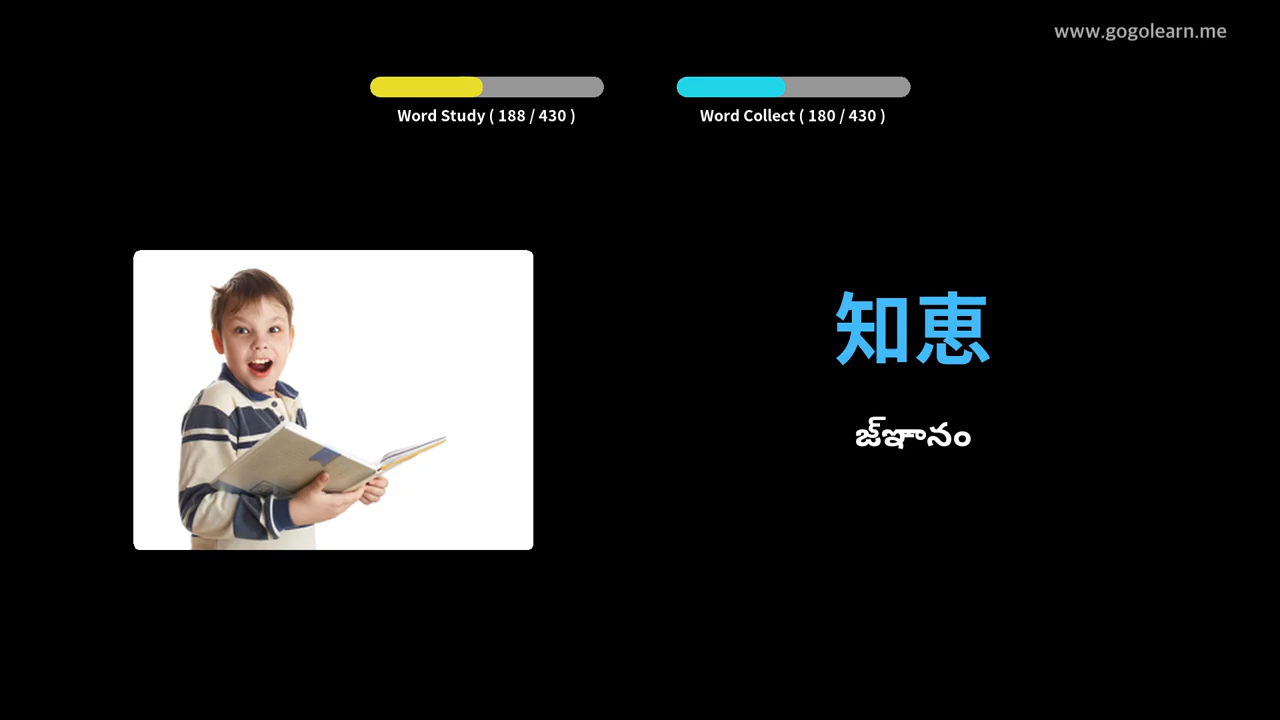 www.gogolearn.me
Word Study ( 188 / 430 )
Word Collect ( 180 / 430 )
知恵
జ్ఞానం